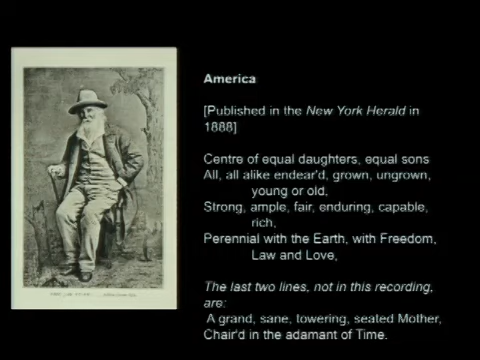 America
[Published in the New York Herald in
1888]
Centre of equal daughters, equal sons
All, all alike endear'd, grown, ungrown,
young or old,
Strong, ample, fair, enduring, capable,
rich,
Perennial with the Earth, with Freedom,
Law and Love,
The last two lines, not in this recording,
are:
A grand, sane, towering, seated Mother,
Chair'd in the adamant of Time.